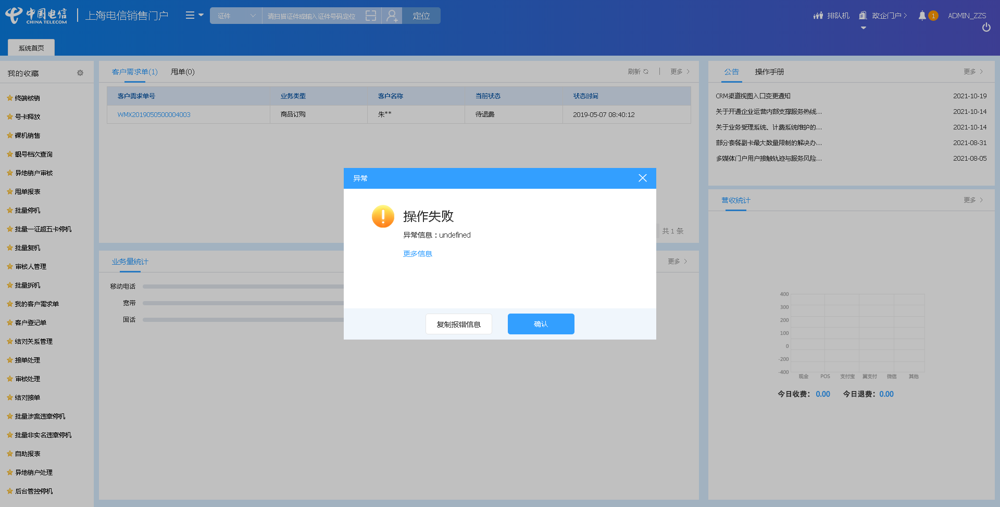 中国电信
CHINA TELECOM
上海电信销售门户
证件
请扫描证件或输入证件号码定位
定位
排队机
政企门户
1
ADMIN_ZZS
系统首页
我的收藏
终端核销
号卡释放
裸机销售
靓号档次查询
异地销户审核
甩单报表
批量停机
批量一证超五卡停机
批量复机
审核人管理
批量拆机
我的客户需求单
客户登记单
结对关系管理
接单处理
审核处理
结对接单
批量涉案违章停机
批量非实名违章停机
自助报表
异地销户处理
后台管控停机
客户需求单(1)
甩单(0)
刷新
更多
客户需求单号 业务类型 客户名称 当前状态 状态时间
WMX2019050500004003 商品订购 朱** 待退费 2019-05-07 08:40:12
共 1 条
业务量统计
更多
移动电话
宽带
固话
异常
操作失败
异常信息：undefined
更多信息
复制报错信息
确认
公告
操作手册
更多
CRM渠道视图入口变更通知 2021-10-19
关于开通企业运营内部支撑服务热线... 2021-10-14
关于业务受理系统、计费系统维护的... 2021-10-14
部分套餐副卡最大数量限制的解决办... 2021-08-31
多媒体门户用户接触轨迹与服务风险... 2021-08-05
营收统计
更多
400
300
200
100
0
-200
-400
现金 POS 支付宝 翼支付 微信 其他
今日收费： 0.00 今日退费： 0.00